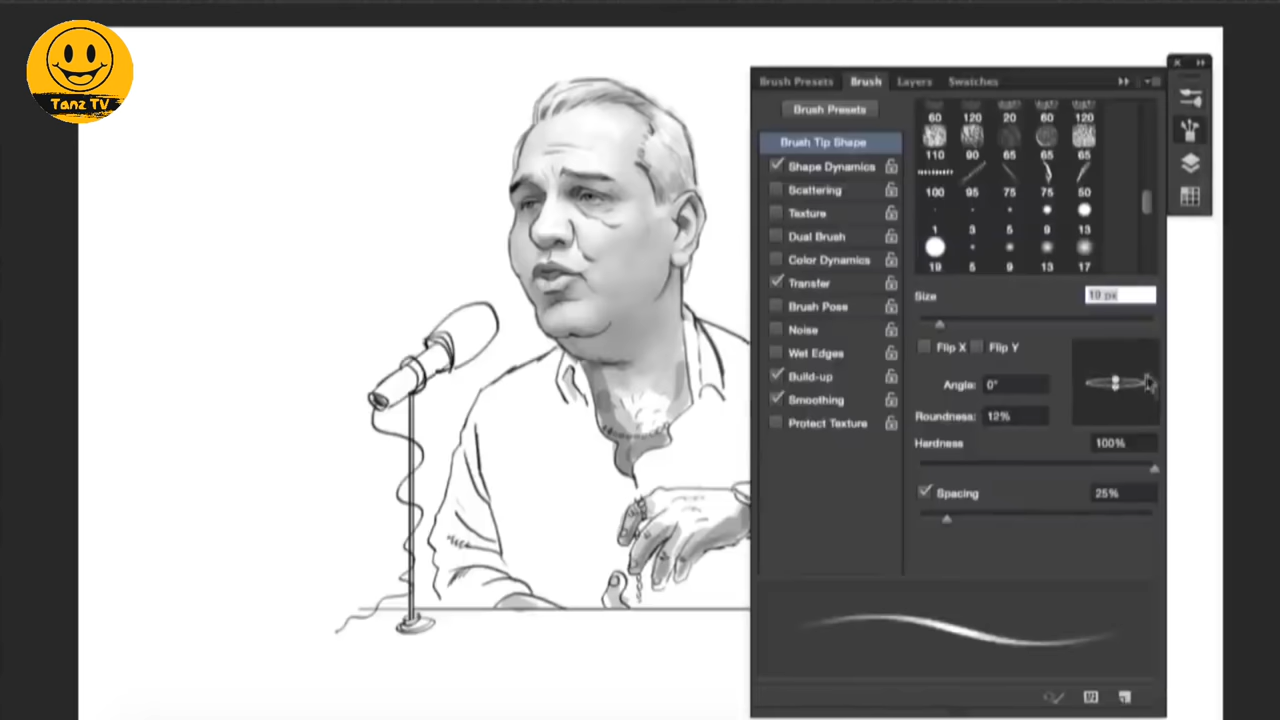 Tanz TV
Brush Presets Brush Layers Swatches
Brush Presets
Brush Tip Shape
Shape Dynamics
Scattering
Texture
Dual Brush
Color Dynamics
Transfer
Brush Pose
Noise
Wet Edges
Build-up
Smoothing
Protect Texture
60 120 20 60 120
110 90 65 65 65
100 95 75 75 50
1 3 5 9 13
19 5 9 13 17
Size 19 px
Flip X Flip Y
Angle: 0°
Roundness: 12%
Hardness 100%
Spacing 25%